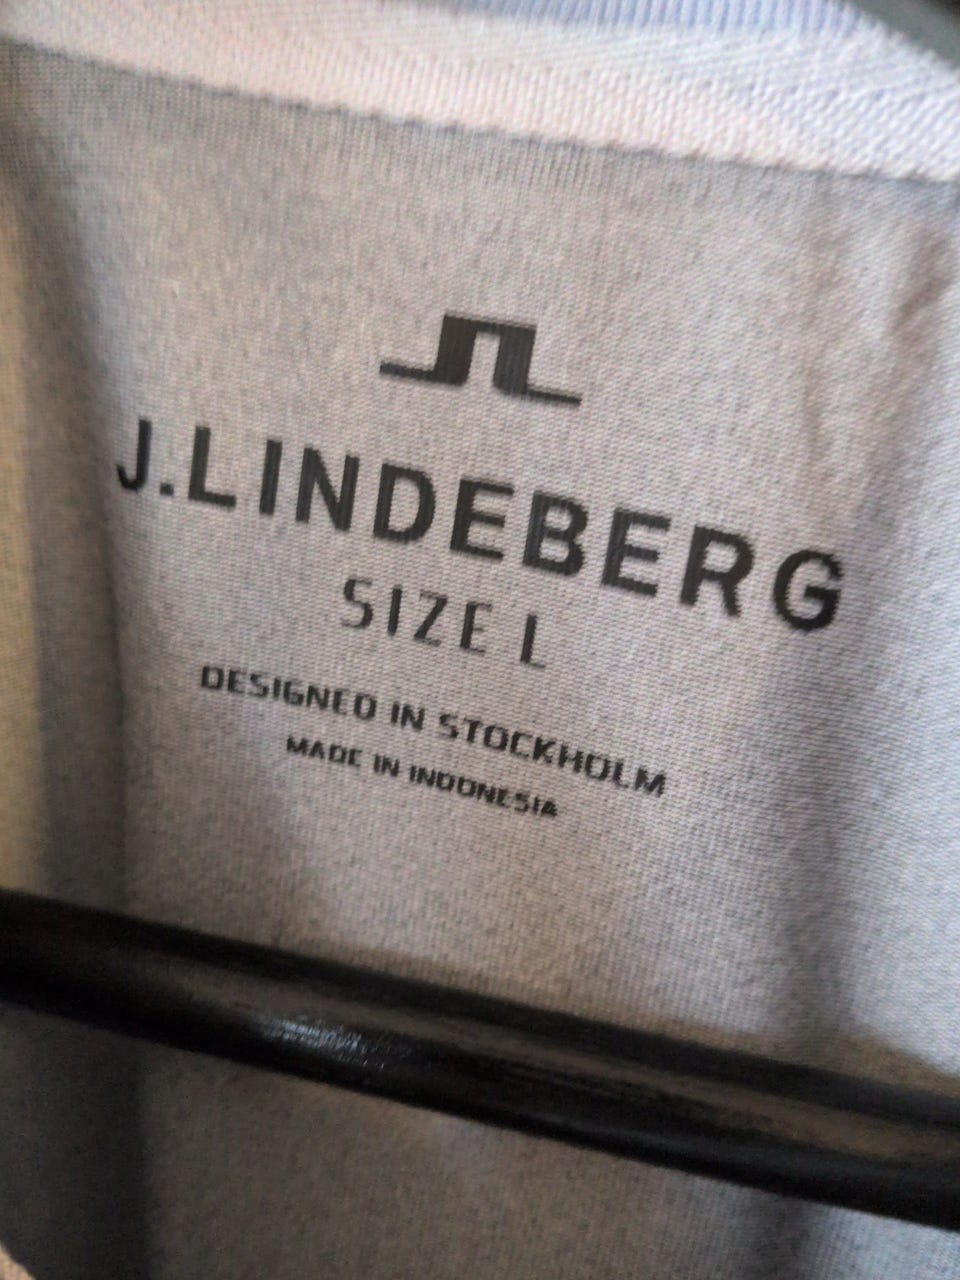 J.LINDEBERG
SIZE L
DESIGNED IN STOCKHOLM
MADE IN INDONESIA